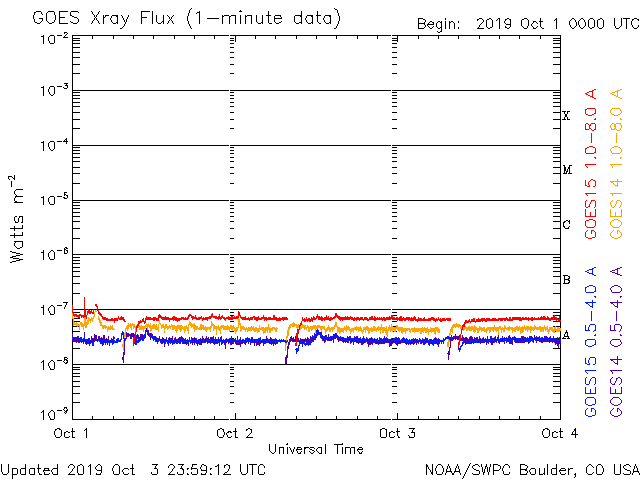 GOES Xray Flux (1-minute data)
Begin: 2019 Oct 1 0000 UTC
Watts m⁻²
10⁻²
10⁻³
10⁻⁴
10⁻⁵
10⁻⁶
10⁻⁷
10⁻⁸
10⁻⁹
X
M
C
B
A
GOES15 1.0-8.0 A
GOES14 1.0-8.0 A
GOES15 0.5-4.0 A
GOES14 0.5-4.0 A
Oct 1 Oct 2 Oct 3 Oct 4
Universal Time
Updated 2019 Oct 3 23:59:12 UTC
NOAA/SWPC Boulder, CO USA